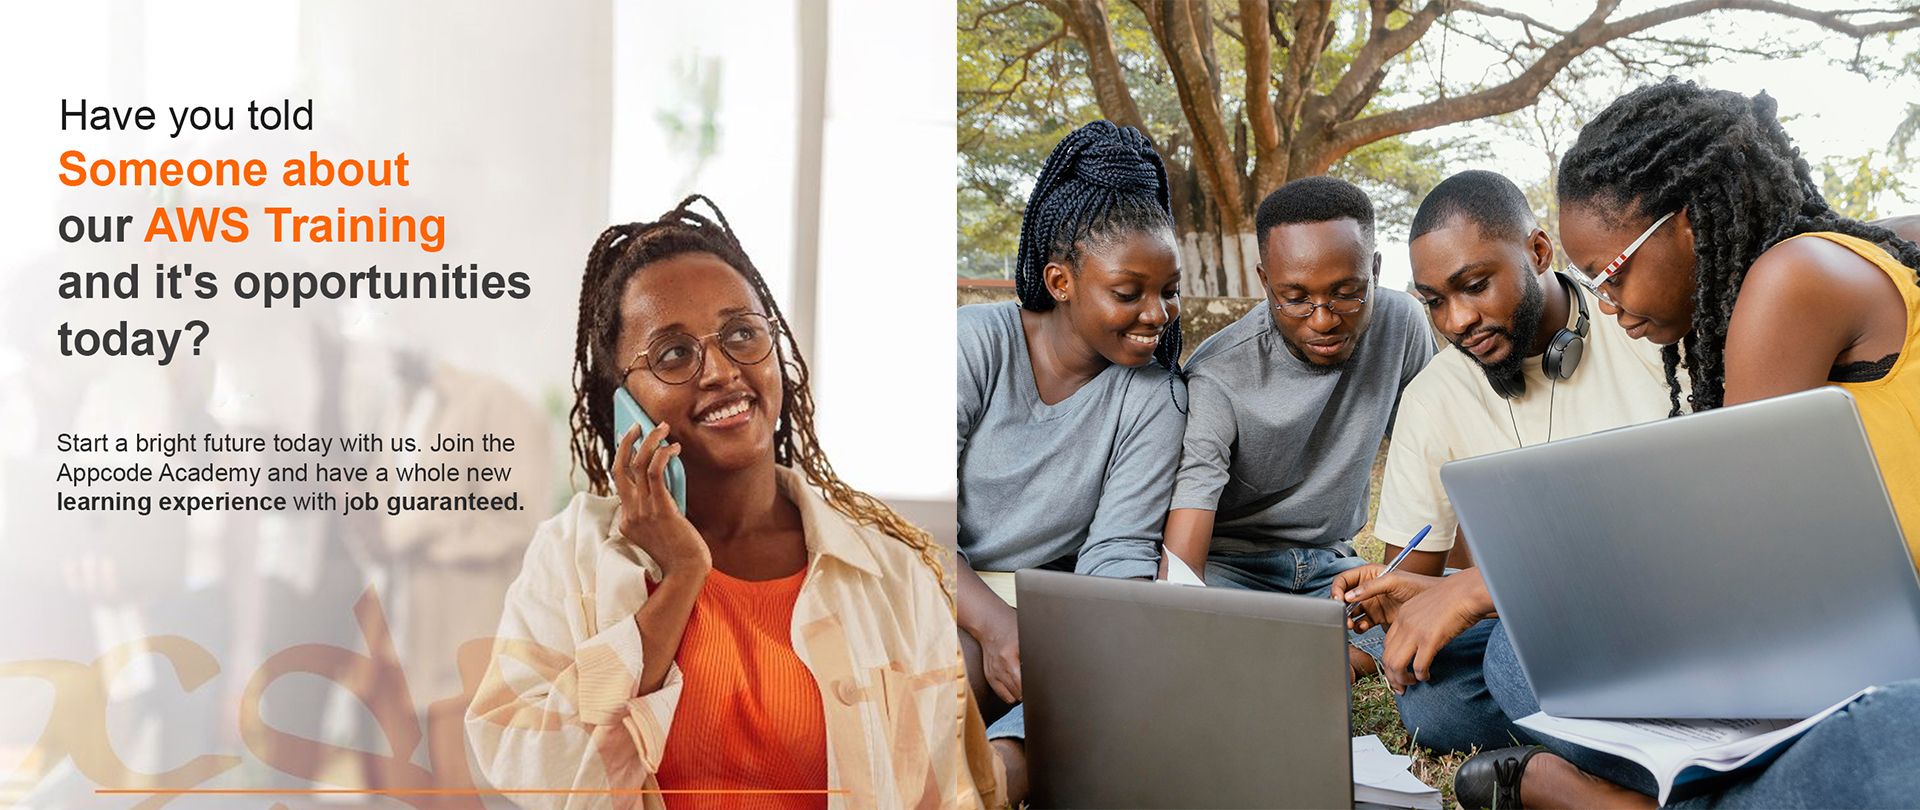 Have you told
Someone about
our AWS Training
and it's opportunities
today?
Start a bright future today with us. Join the
Appcode Academy and have a whole new
learning experience with job guaranteed.